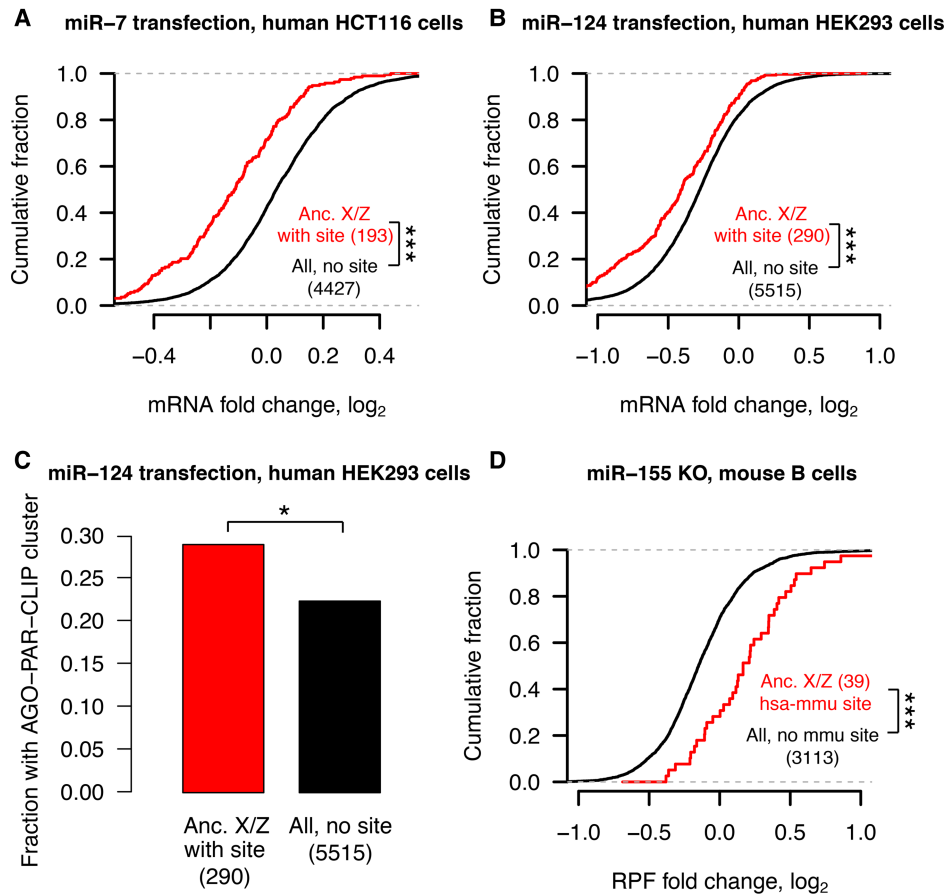 A
miR−7 transfection, human HCT116 cells
Cumulative fraction
1.0
0.8
0.6
0.4
0.2
0.0
Anc. X/Z
with site (193)
All, no site
(4427)
***
−0.4
0.0
0.2
0.4
mRNA fold change, log2
B
miR−124 transfection, human HEK293 cells
Cumulative fraction
1.0
0.8
0.6
0.4
0.2
0.0
Anc. X/Z
with site (290)
All, no site
(5515)
***
−1.0
−0.5
0.0
0.5
1.0
mRNA fold change, log2
C
miR−124 transfection, human HEK293 cells
Fraction with AGO−PAR−CLIP cluster
0.30
0.25
0.20
0.15
0.10
0.05
0.00
*
Anc. X/Z
with site
(290)
All, no site
(5515)
D
miR−155 KO, mouse B cells
Cumulative fraction
1.0
0.8
0.6
0.4
0.2
0.0
Anc. X/Z (39)
hsa-mmu site
All, no mmu site
(3113)
***
−1.0
−0.5
0.0
0.5
1.0
RPF fold change, log2